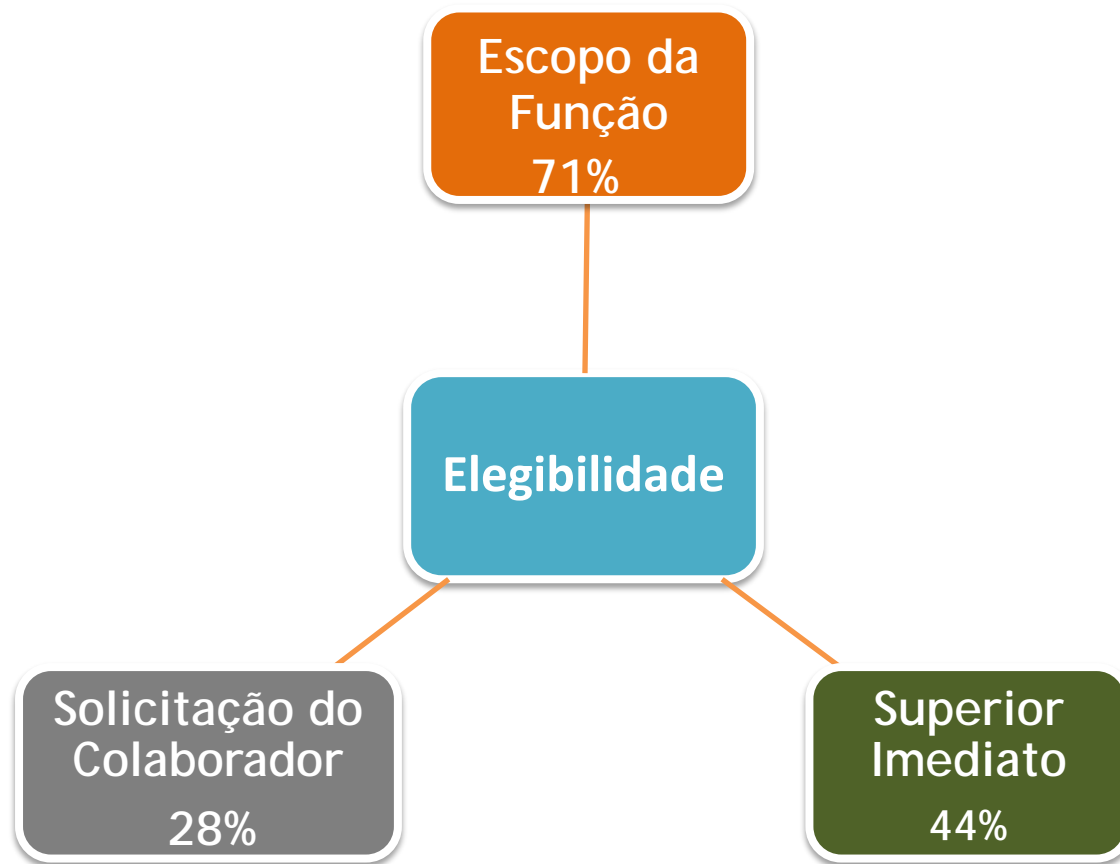 Escopo da
Função
71%
Elegibilidade
Solicitação do
Colaborador
28%
Superior
Imediato
44%